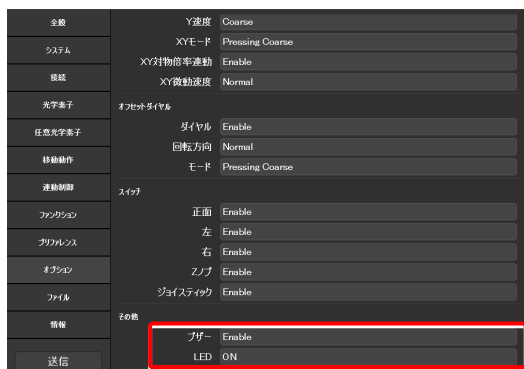 全般
システム
接続
光学素子
任意光学素子
移動動作
連動制御
ファンクション
プリファレンス
オプション
ファイル
情報
送信
Y速度 Coarse
XYモード Pressing Coarse
XY対物倍率連動 Enable
XY微動速度 Normal
オフセットダイヤル
ダイヤル Enable
回転方向 Normal
モード Pressing Coarse
スイッチ
正面 Enable
左 Enable
右 Enable
Zノブ Enable
ジョイスティック Enable
その他
ブザー Enable
LED ON